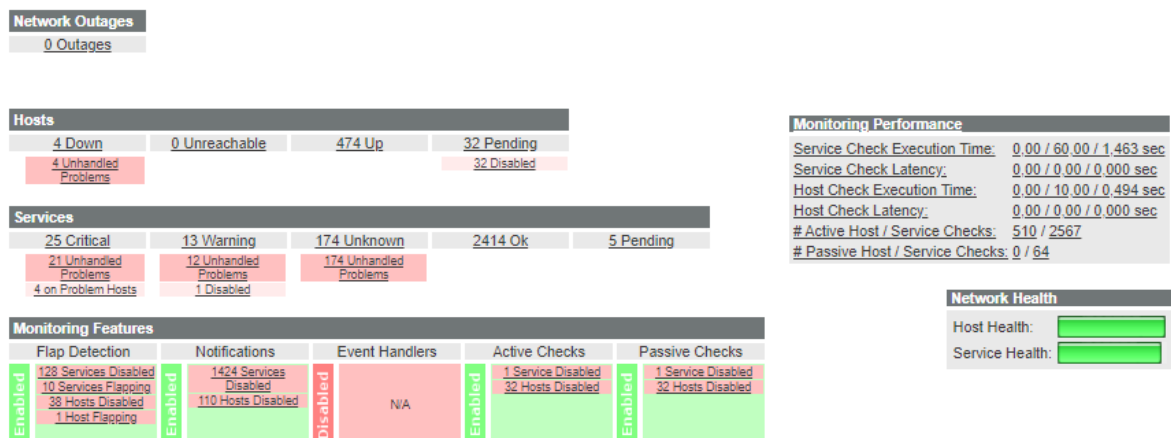 Network Outages
0 Outages
Hosts
4 Down 0 Unreachable 474 Up 32 Pending
4 Unhandled
Problems
32 Disabled
Services
25 Critical 13 Warning 174 Unknown 2414 Ok 5 Pending
21 Unhandled
Problems
4 on Problem Hosts
12 Unhandled
Problems
1 Disabled
174 Unhandled
Problems
Monitoring Features
Flap Detection Notifications Event Handlers Active Checks Passive Checks
Enabled
128 Services Disabled
10 Services Flapping
38 Hosts Disabled
1 Host Flapping
Enabled
1424 Services
Disabled
110 Hosts Disabled
Disabled
N/A
Enabled
1 Service Disabled
32 Hosts Disabled
Enabled
1 Service Disabled
32 Hosts Disabled
Monitoring Performance
Service Check Execution Time: 0,00 / 60,00 / 1,463 sec
Service Check Latency: 0,00 / 0,00 / 0,000 sec
Host Check Execution Time: 0,00 / 10,00 / 0,494 sec
Host Check Latency: 0,00 / 0,00 / 0,000 sec
# Active Host / Service Checks: 510 / 2567
# Passive Host / Service Checks: 0 / 64
Network Health
Host Health:
Service Health: